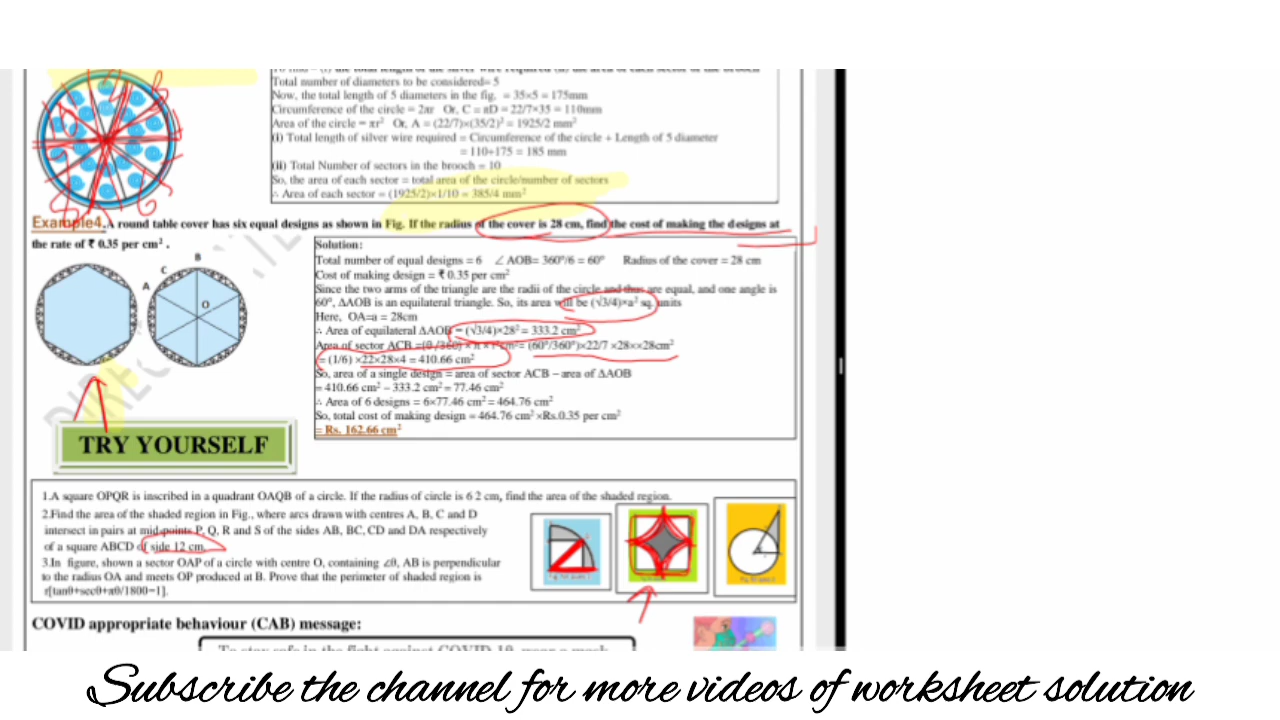 Total number of diameters to be considered= 5
Now, the total length of 5 diameters in the fig. = 35×5 = 175mm
Circumference of the circle = 2πr Or, C = πD = 22/7×35 = 110mm
Area of the circle = πr² Or, A = (22/7)×(35/2)² = 1925/2 mm²
(i) Total length of silver wire required = Circumference of the circle + Length of 5 diameter
= 110+175 = 185 mm
(ii) Total Number of sectors in the brooch = 10
So, the area of each sector = total area of the circle/number of sectors
∴ Area of each sector = (1925/2)×1/10 = 385/4 mm²
Example4. A round table cover has six equal designs as shown in Fig. If the radius of the cover is 28 cm, find the cost of making the designs at
the rate of ₹ 0.35 per cm² .
B
C
A
O
Solution:
Total number of equal designs = 6 ∠ AOB= 360°/6 = 60° Radius of the cover = 28 cm
Cost of making design = ₹ 0.35 per cm²
Since the two arms of the triangle are the radii of the circle and thus are equal, and one angle is
60°, ΔAOB is an equilateral triangle. So, its area will be (√3/4)×a² sq. units
Here, OA=a = 28cm
∴ Area of equilateral ΔAOB = (√3/4)×28² = 333.2 cm²
Area of sector ACB =(θ/360) × π × r² cm²= (60°/360°)×22/7 ×28××28cm²
= (1/6) ×22×28×4 = 410.66 cm²
So, area of a single design = area of sector ACB – area of ΔAOB
= 410.66 cm² – 333.2 cm² = 77.46 cm²
∴ Area of 6 designs = 6×77.46 cm² = 464.76 cm²
So, total cost of making design = 464.76 cm² ×Rs.0.35 per cm²
= Rs. 162.66 cm²
TRY YOURSELF
1.A square OPQR is inscribed in a quadrant OAQB of a circle. If the radius of circle is 6 2 cm, find the area of the shaded region.
2.Find the area of the shaded region in Fig., where arcs drawn with centres A, B, C and D
intersect in pairs at mid-points P, Q, R and S of the sides AB, BC, CD and DA respectively
of a square ABCD of side 12 cm.
3.In figure, shown a sector OAP of a circle with centre O, containing ∠θ, AB is perpendicular
to the radius OA and meets OP produced at B. Prove that the perimeter of shaded region is
r[tanθ+secθ+πθ/1800−1].
COVID appropriate behaviour (CAB) message:
Subscribe the channel for more videos of worksheet solution